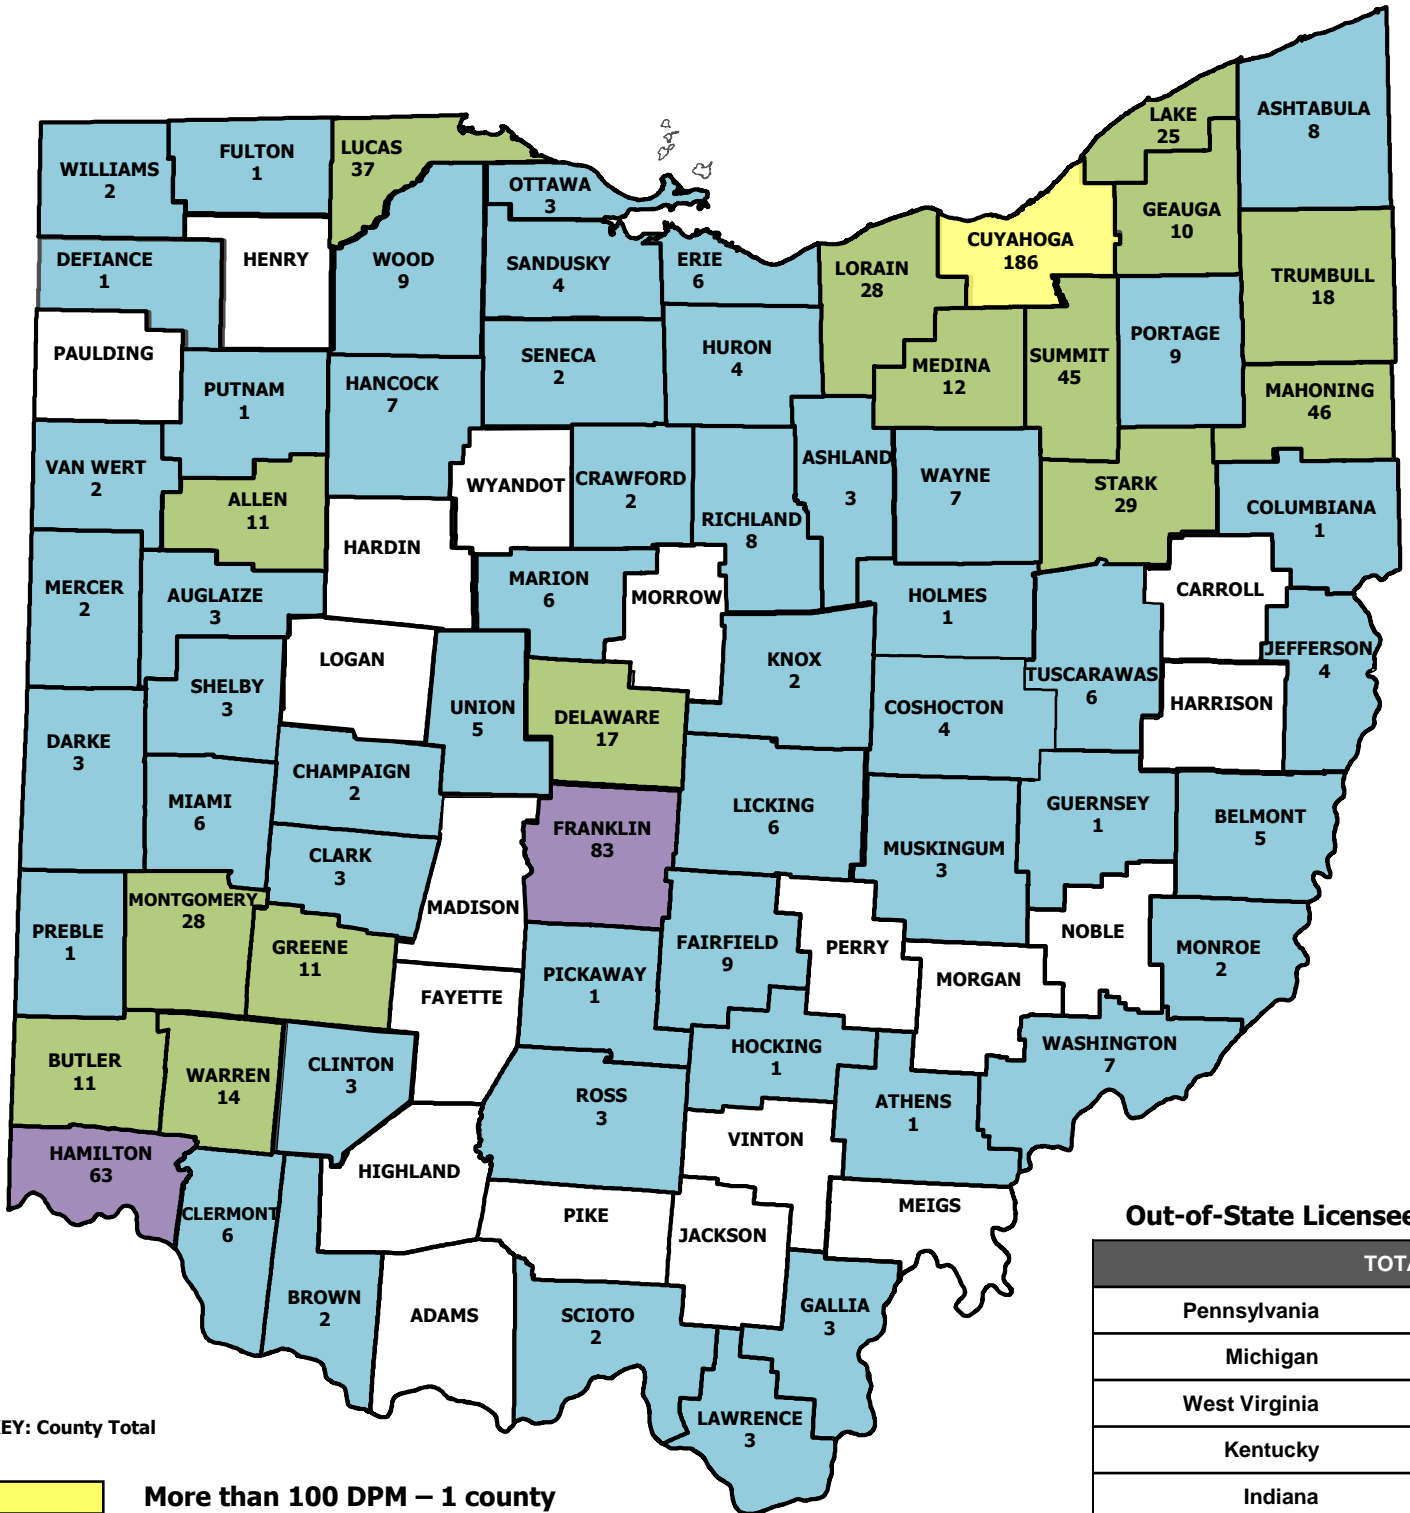 LAKE
25
ASHTABULA
8
WILLIAMS
2
FULTON
1
LUCAS
37
OTTAWA
3
GEAUGA
10
CUYAHOGA
186
DEFIANCE
1
HENRY
WOOD
9
SANDUSKY
4
ERIE
6
LORAIN
28
TRUMBULL
18
PAULDING
PUTNAM
1
HANCOCK
7
SENECA
2
HURON
4
MEDINA
12
SUMMIT
45
PORTAGE
9
MAHONING
46
VAN WERT
2
ALLEN
11
WYANDOT
CRAWFORD
2
RICHLAND
8
ASHLAND
3
WAYNE
7
STARK
29
COLUMBIANA
1
MERCER
2
AUGLAIZE
3
HARDIN
MARION
6
MORROW
HOLMES
1
CARROLL
JEFFERSON
4
LOGAN
SHELBY
3
UNION
5
DELAWARE
17
KNOX
2
COSHOCTON
4
TUSCARAWAS
6
HARRISON
DARKE
3
MIAMI
6
CHAMPAIGN
2
FRANKLIN
83
LICKING
6
MUSKINGUM
3
GUERNSEY
1
BELMONT
5
CLARK
3
MADISON
PREBLE
1
MONTGOMERY
28
GREENE
11
FAYETTE
PICKAWAY
1
FAIRFIELD
9
PERRY
MORGAN
NOBLE
MONROE
2
BUTLER
11
WARREN
14
CLINTON
3
ROSS
3
HOCKING
1
ATHENS
1
WASHINGTON
7
HAMILTON
63
HIGHLAND
VINTON
CLERMONT
6
PIKE
JACKSON
MEIGS
BROWN
2
ADAMS
SCIOTO
2
GALLIA
3
LAWRENCE
3
Out-of-State Licensee
TOTA
Pennsylvania
Michigan
West Virginia
Kentucky
Indiana
KEY: County Total
More than 100 DPM – 1 county